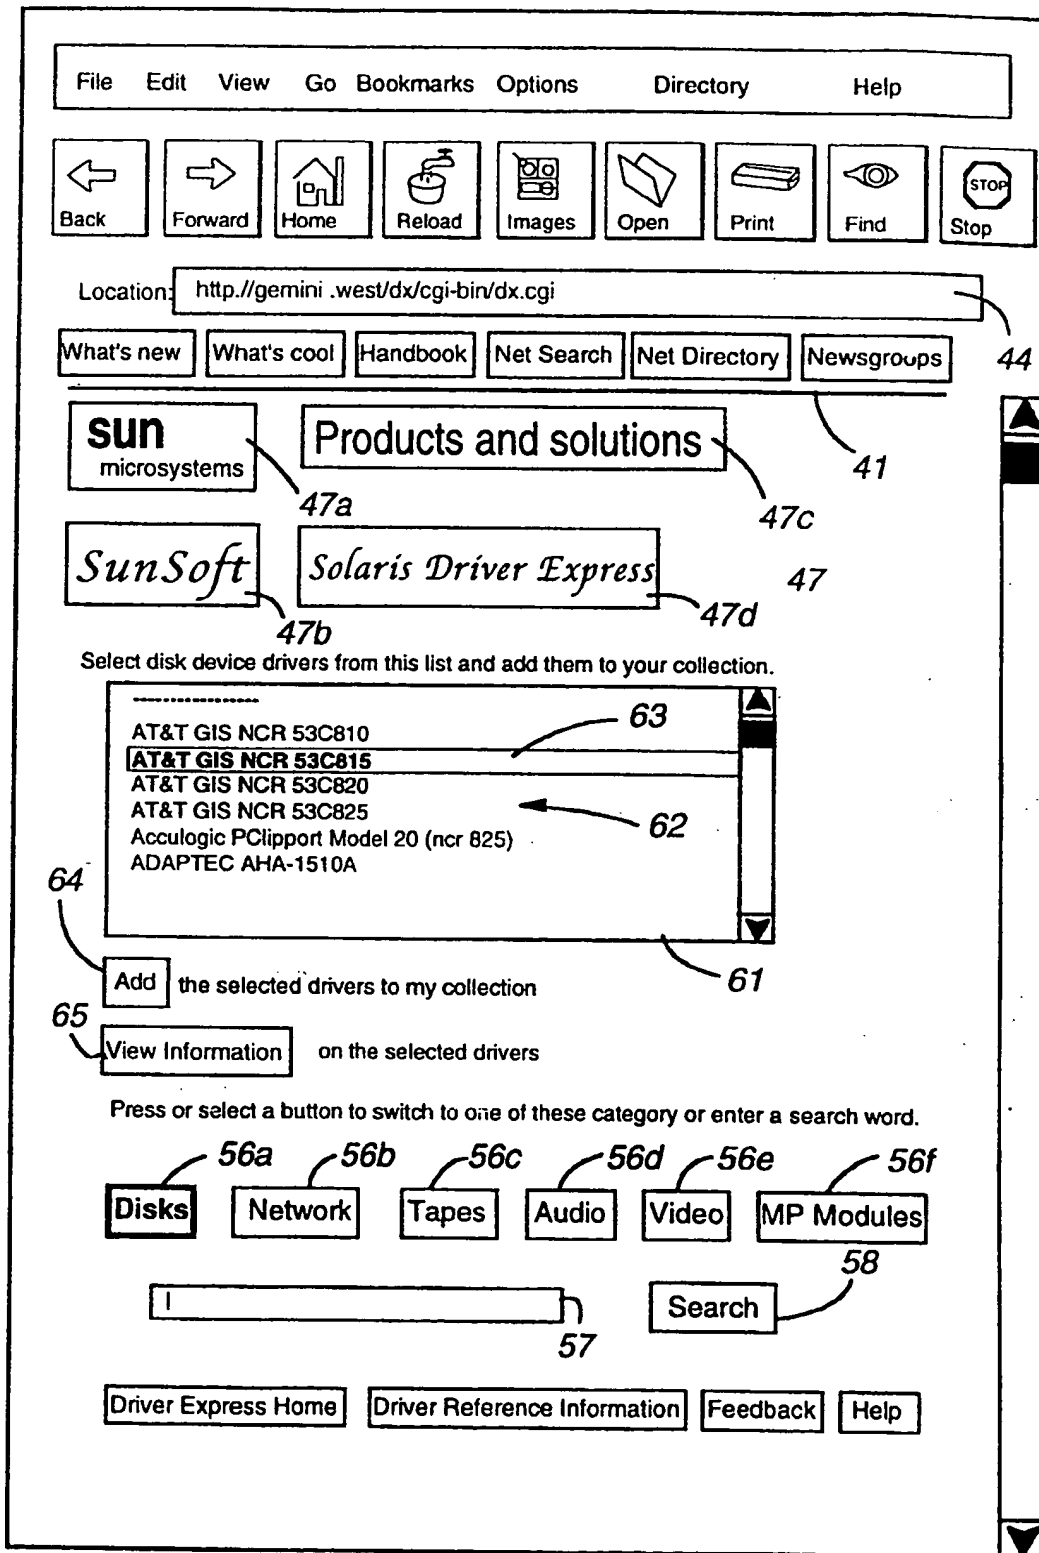 File Edit View Go Bookmarks Options Directory Help
STOP
Back Forward Home Reload Images Open Print Find Stop
Location: http.//gemini .west/dx/cgi-bin/dx.cgi
44
What's new What's cool Handbook Net Search Net Directory Newsgroups
41
sun
microsystems
Products and solutions
47a
47c
SunSoft
Solaris Driver Express
47
47b
47d
Select disk device drivers from this list and add them to your collection.
------------------
63
AT&T GIS NCR 53C810
AT&T GIS NCR 53C815
AT&T GIS NCR 53C820
AT&T GIS NCR 53C825
62
Acculogic PClipport Model 20 (ncr 825)
ADAPTEC AHA-1510A
64
61
Add the selected drivers to my collection
65
View Information on the selected drivers
Press or select a button to switch to one of these category or enter a search word.
56a 56b 56c 56d 56e 56f
Disks Network Tapes Audio Video MP Modules
58
Search
57
Driver Express Home Driver Reference Information Feedback Help